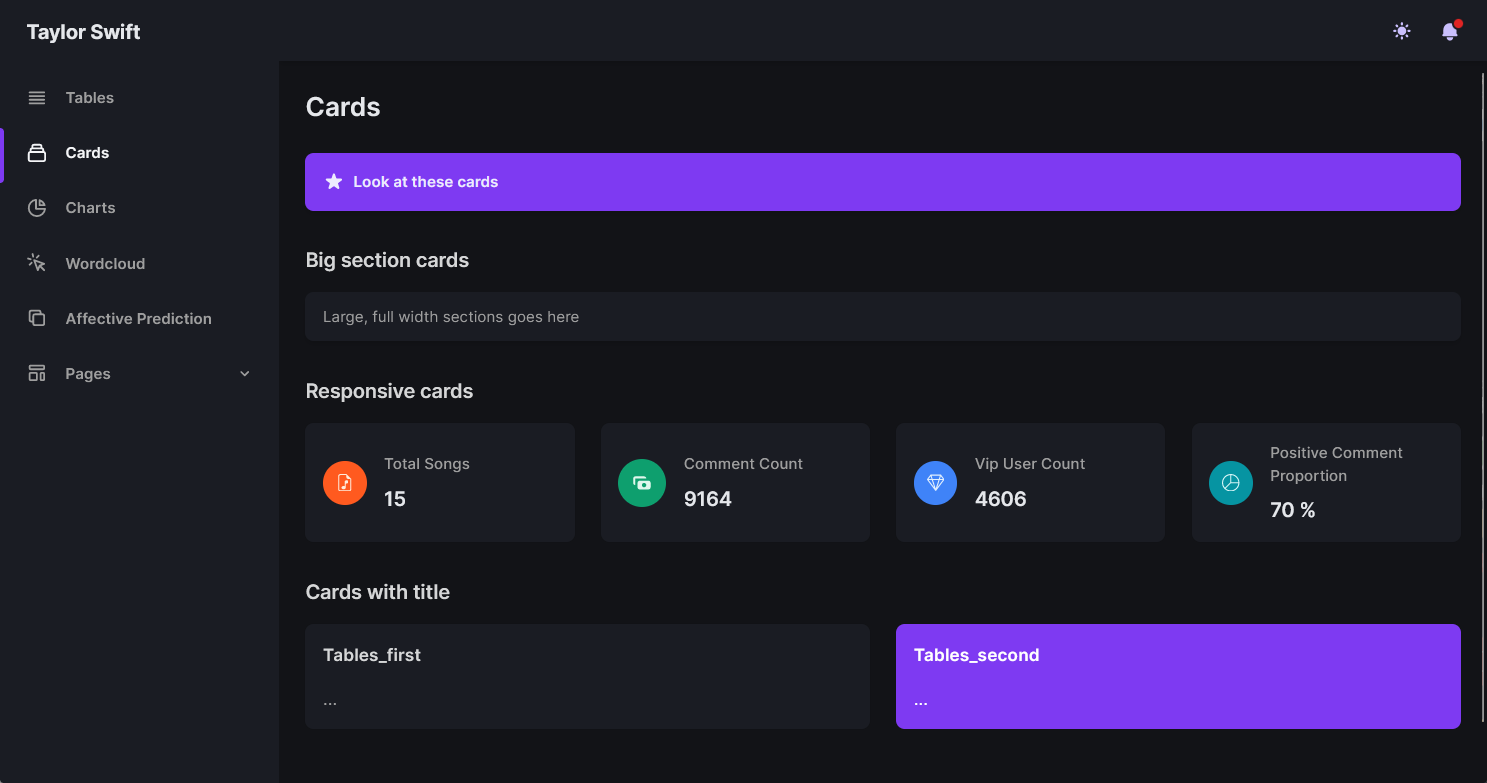 Taylor Swift
Tables
Cards
Charts
Wordcloud
Affective Prediction
Pages
Cards
Look at these cards
Big section cards
Large, full width sections goes here
Responsive cards
Total Songs
15
Comment Count
9164
Vip User Count
4606
Positive Comment
Proportion
70 %
Cards with title
Tables_first
...
Tables_second
...